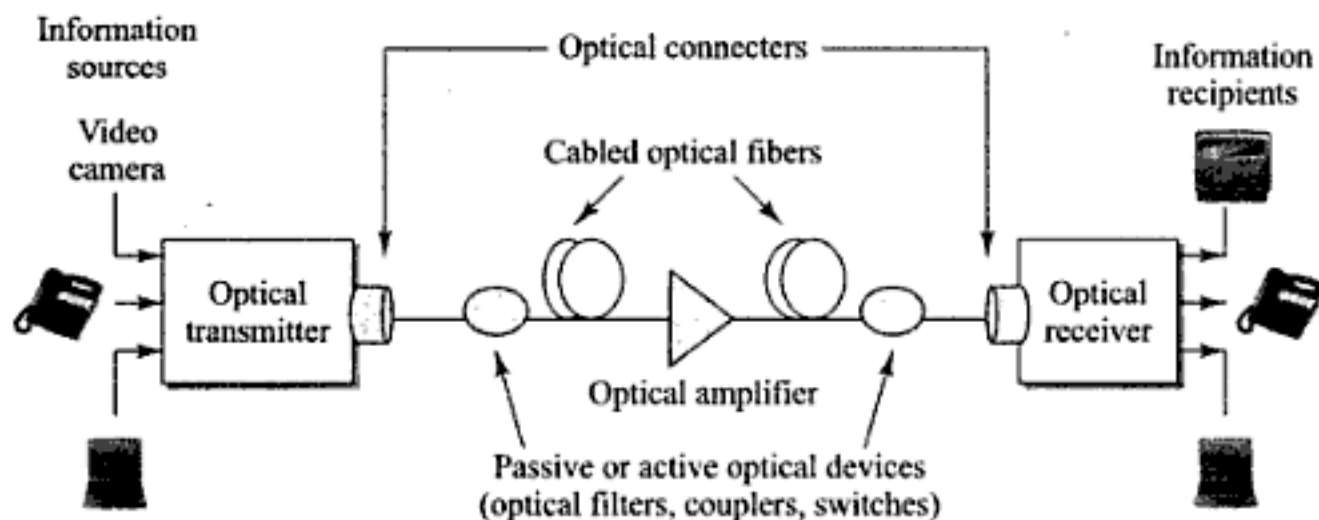 Information
sources
Optical connecters
Information
recipients
Video
camera
Cabled optical fibers
Optical
transmitter
Optical
receiver
Optical amplifier
Passive or active optical devices
(optical filters, couplers, switches)